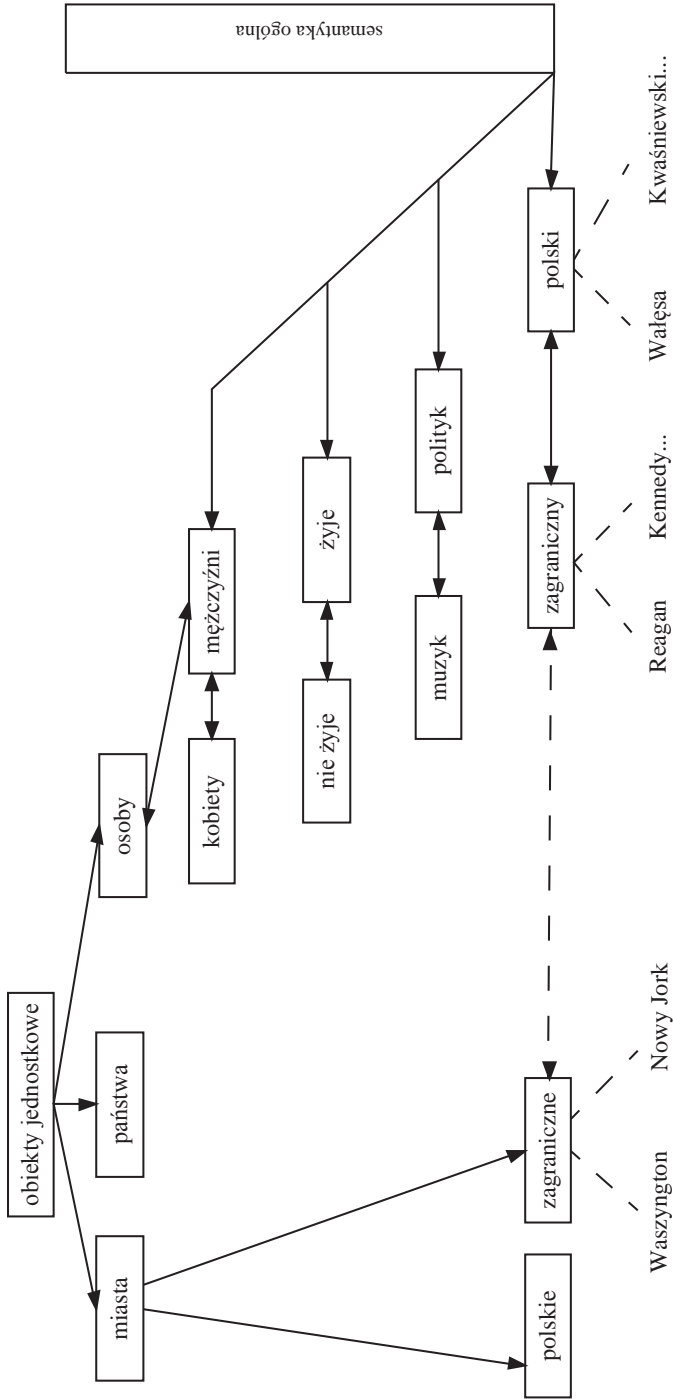 obiekty jednostkowe
miasta
państwa
osoby
kobiety
mężczyźni
nie żyje
żyje
muzyk
polityk
polskie
zagraniczne
zagraniczny
polski
Waszyngton
Nowy Jork
Reagan
Kennedy...
Wałęsa
Kwaśniewski...
semantyka ogólna